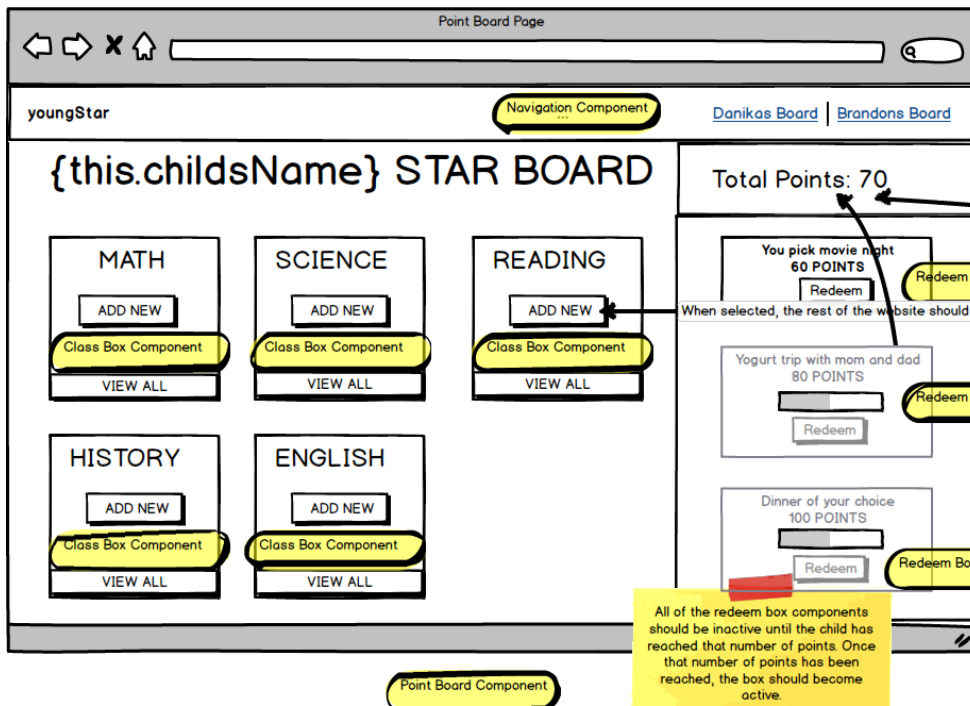 Point Board Page
youngStar
Navigation Component
...
Danikas Board
Brandons Board
{this.childsName} STAR BOARD
Total Points: 70
MATH
ADD NEW
Class Box Component
VIEW ALL
SCIENCE
ADD NEW
Class Box Component
VIEW ALL
READING
ADD NEW
Class Box Component
VIEW ALL
You pick movie night
60 POINTS
Redeem
Redeem
When selected, the rest of the website should
Yogurt trip with mom and dad
80 POINTS
Redeem
Redeem
HISTORY
ADD NEW
Class Box Component
VIEW ALL
ENGLISH
ADD NEW
Class Box Component
VIEW ALL
Dinner of your choice
100 POINTS
Redeem
Redeem Bo
All of the redeem box components
should be inactive until the child has
reached that number of points. Once
that number of points has been
reached, the box should become
active.
Point Board Component